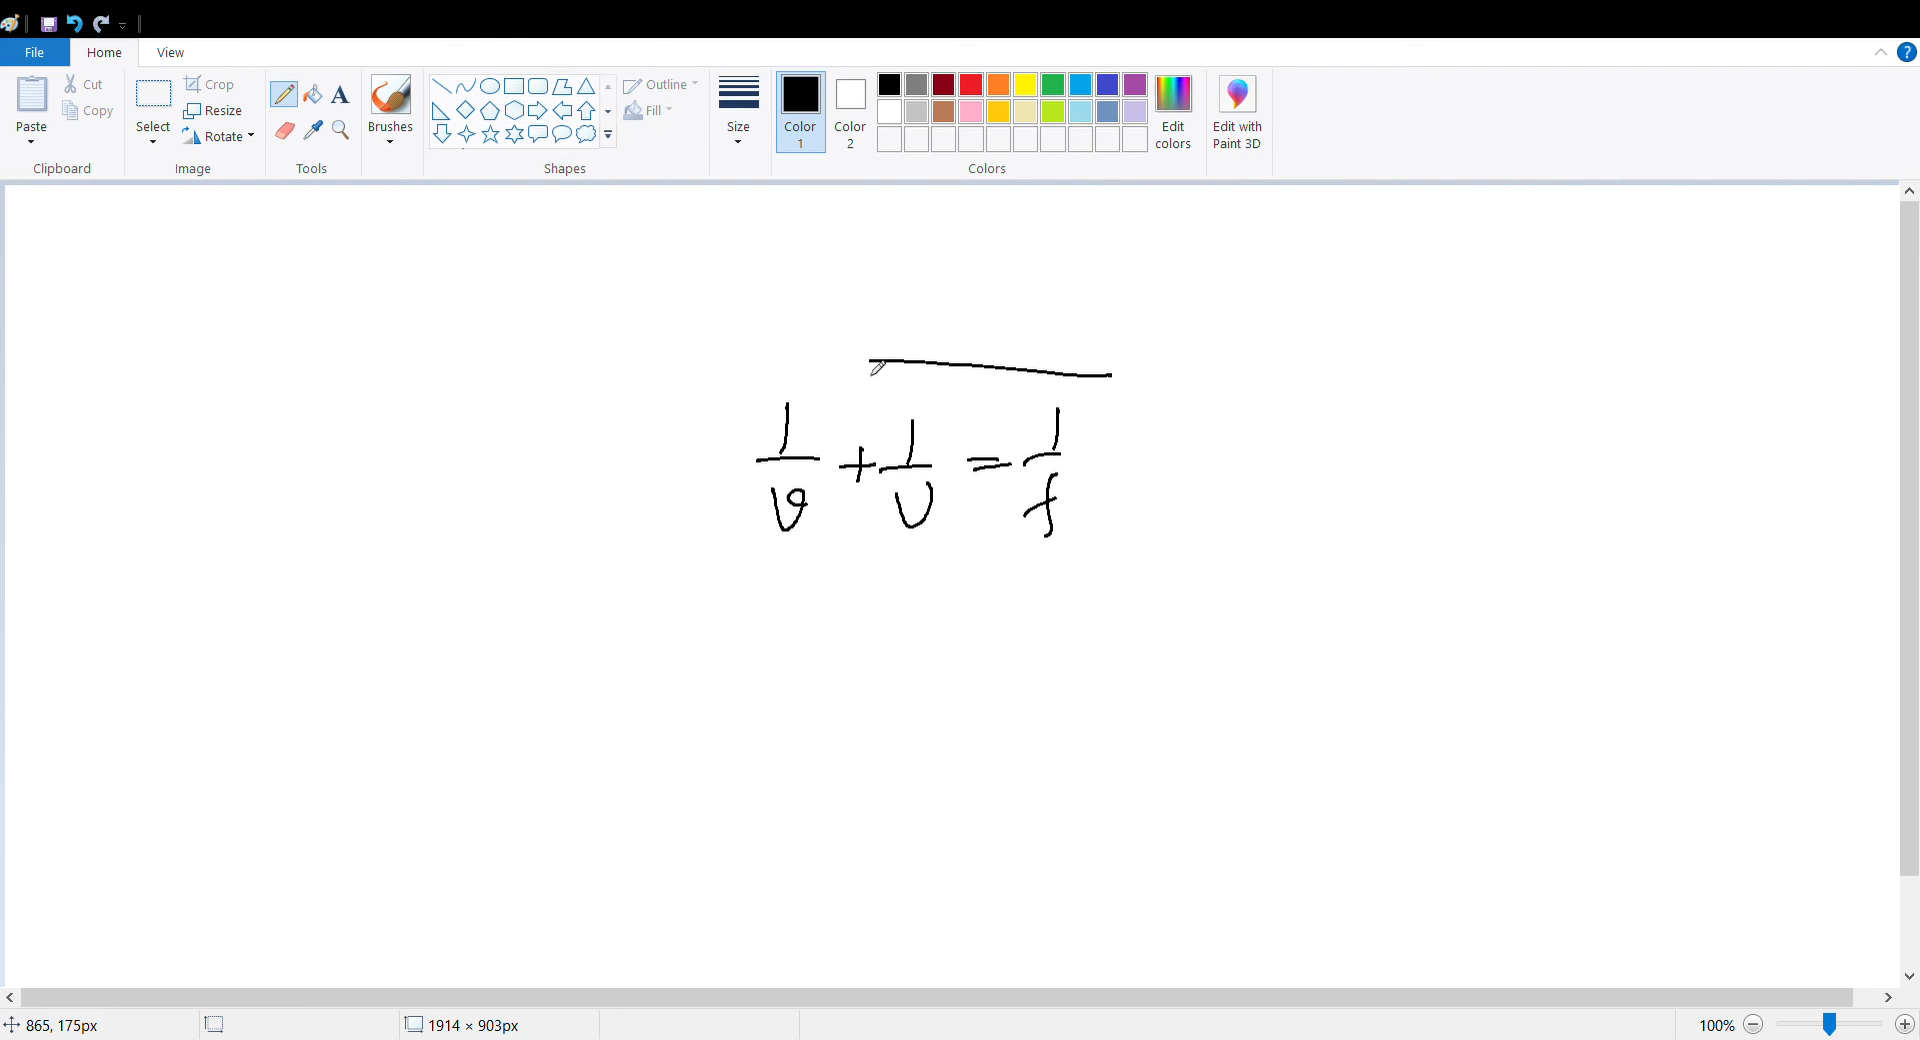 File Home View
Paste Cut Copy Clipboard
Select Crop Resize Rotate Image
A Tools
Brushes
Outline Fill Shapes
Size
Color 1 Color 2 Edit colors Colors
Edit with Paint 3D
?
1/v + 1/u = 1/f
865, 175px 1914 × 903px 100%